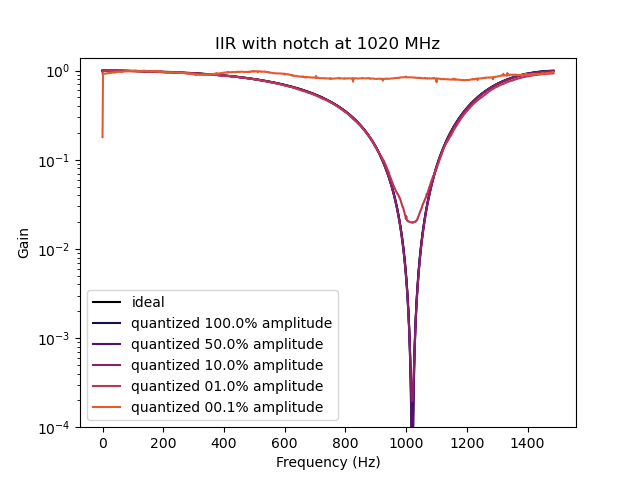 IIR with notch at 1020 MHz
Gain
10⁰
10⁻¹
10⁻²
10⁻³
10⁻⁴
ideal
quantized 100.0% amplitude
quantized 50.0% amplitude
quantized 10.0% amplitude
quantized 01.0% amplitude
quantized 00.1% amplitude
0 200 400 600 800 1000 1200 1400
Frequency (Hz)